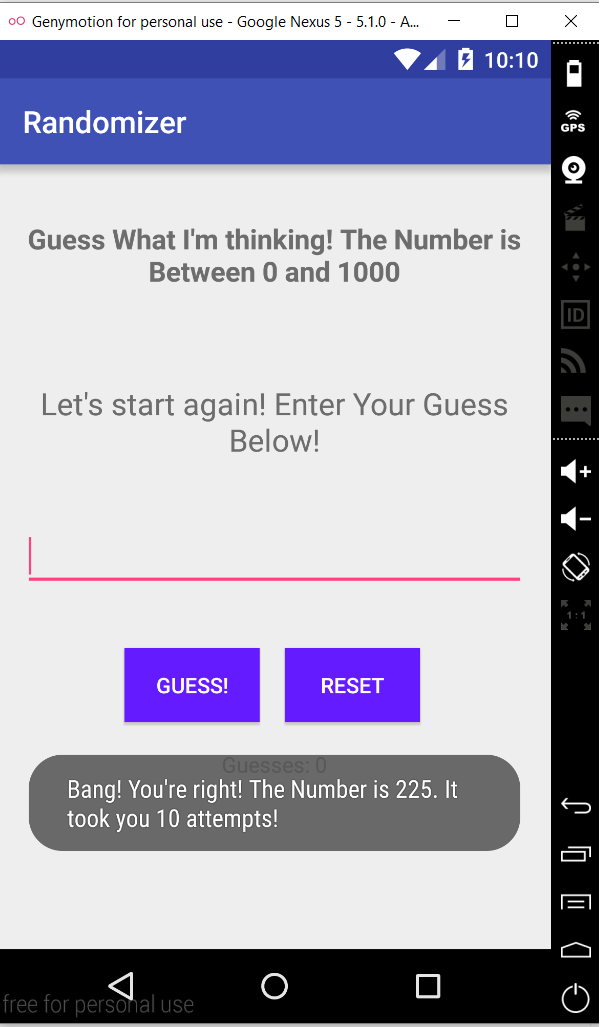 Genymotion for personal use - Google Nexus 5 - 5.1.0 - A...
10:10
Randomizer
GPS
Guess What I'm thinking! The Number is
Between 0 and 1000
ID
Let's start again! Enter Your Guess
Below!
1:1
GUESS!
RESET
Guesses: 0
Bang! You're right! The Number is 225. It
took you 10 attempts!
free for personal use